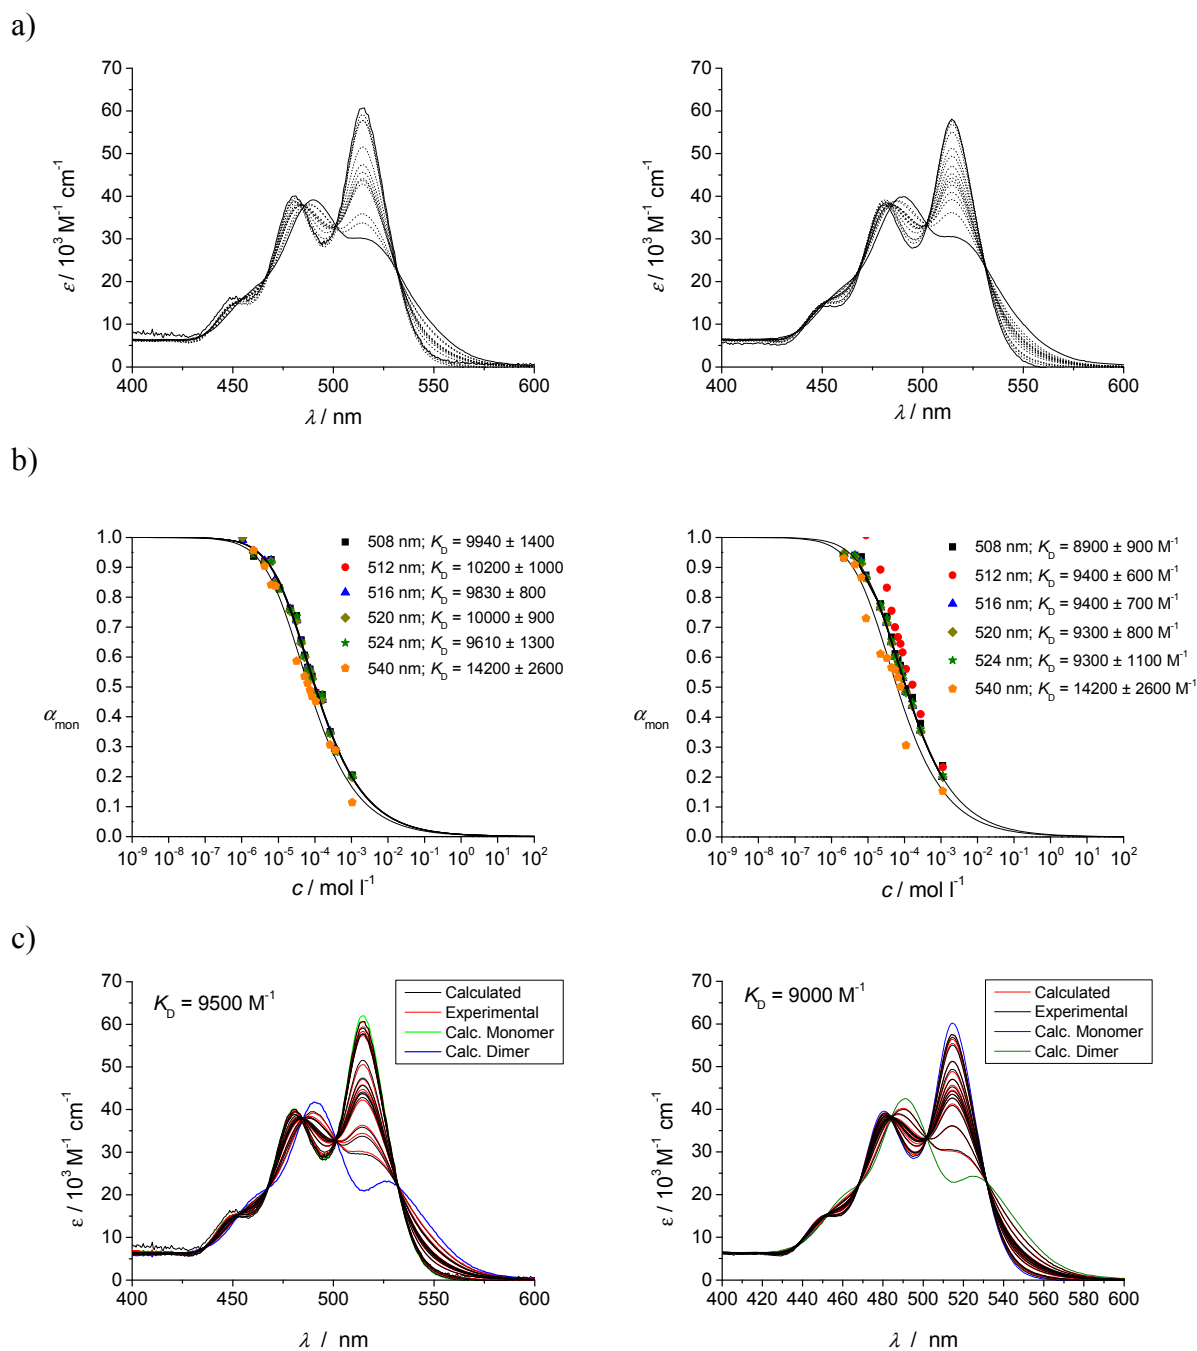 a)
70
60
50
40
30
20
10
0
400 450 500 550 600
ε / 10³ M⁻¹ cm⁻¹
λ / nm
70
60
50
40
30
20
10
0
400 450 500 550 600
ε / 10³ M⁻¹ cm⁻¹
λ / nm
b)
1.0
0.9
0.8
0.7
0.6
0.5
0.4
0.3
0.2
0.1
0.0
α_mon
508 nm; K_D = 9940 ± 1400
512 nm; K_D = 10200 ± 1000
516 nm; K_D = 9830 ± 800
520 nm; K_D = 10000 ± 900
524 nm; K_D = 9610 ± 1300
540 nm; K_D = 14200 ± 2600
10⁻⁹ 10⁻⁸ 10⁻⁷ 10⁻⁶ 10⁻⁵ 10⁻⁴ 10⁻³ 10⁻² 10⁻¹ 10⁰ 10¹ 10²
c / mol l⁻¹
1.0
0.9
0.8
0.7
0.6
0.5
0.4
0.3
0.2
0.1
0.0
α_mon
508 nm; K_D = 8900 ± 900 M⁻¹
512 nm; K_D = 9400 ± 600 M⁻¹
516 nm; K_D = 9400 ± 700 M⁻¹
520 nm; K_D = 9300 ± 800 M⁻¹
524 nm; K_D = 9300 ± 1100 M⁻¹
540 nm; K_D = 14200 ± 2600 M⁻¹
10⁻⁹ 10⁻⁸ 10⁻⁷ 10⁻⁶ 10⁻⁵ 10⁻⁴ 10⁻³ 10⁻² 10⁻¹ 10⁰ 10¹ 10²
c / mol l⁻¹
c)
70
60
50
40
30
20
10
0
400 450 500 550 600
ε / 10³ M⁻¹ cm⁻¹
λ / nm
K_D = 9500 M⁻¹
Calculated
Experimental
Calc. Monomer
Calc. Dimer
70
60
50
40
30
20
10
0
400 420 440 460 480 500 520 540 560 580 600
ε / 10³ M⁻¹ cm⁻¹
λ / nm
K_D = 9000 M⁻¹
Calculated
Experimental
Calc. Monomer
Calc. Dimer